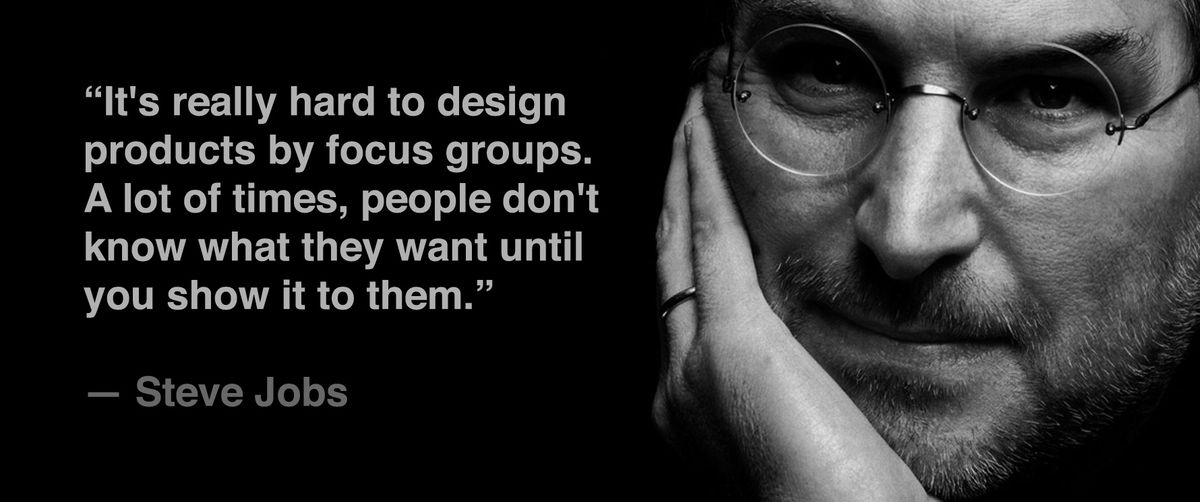 “It's really hard to design
products by focus groups.
A lot of times, people don't
know what they want until
you show it to them.”
— Steve Jobs